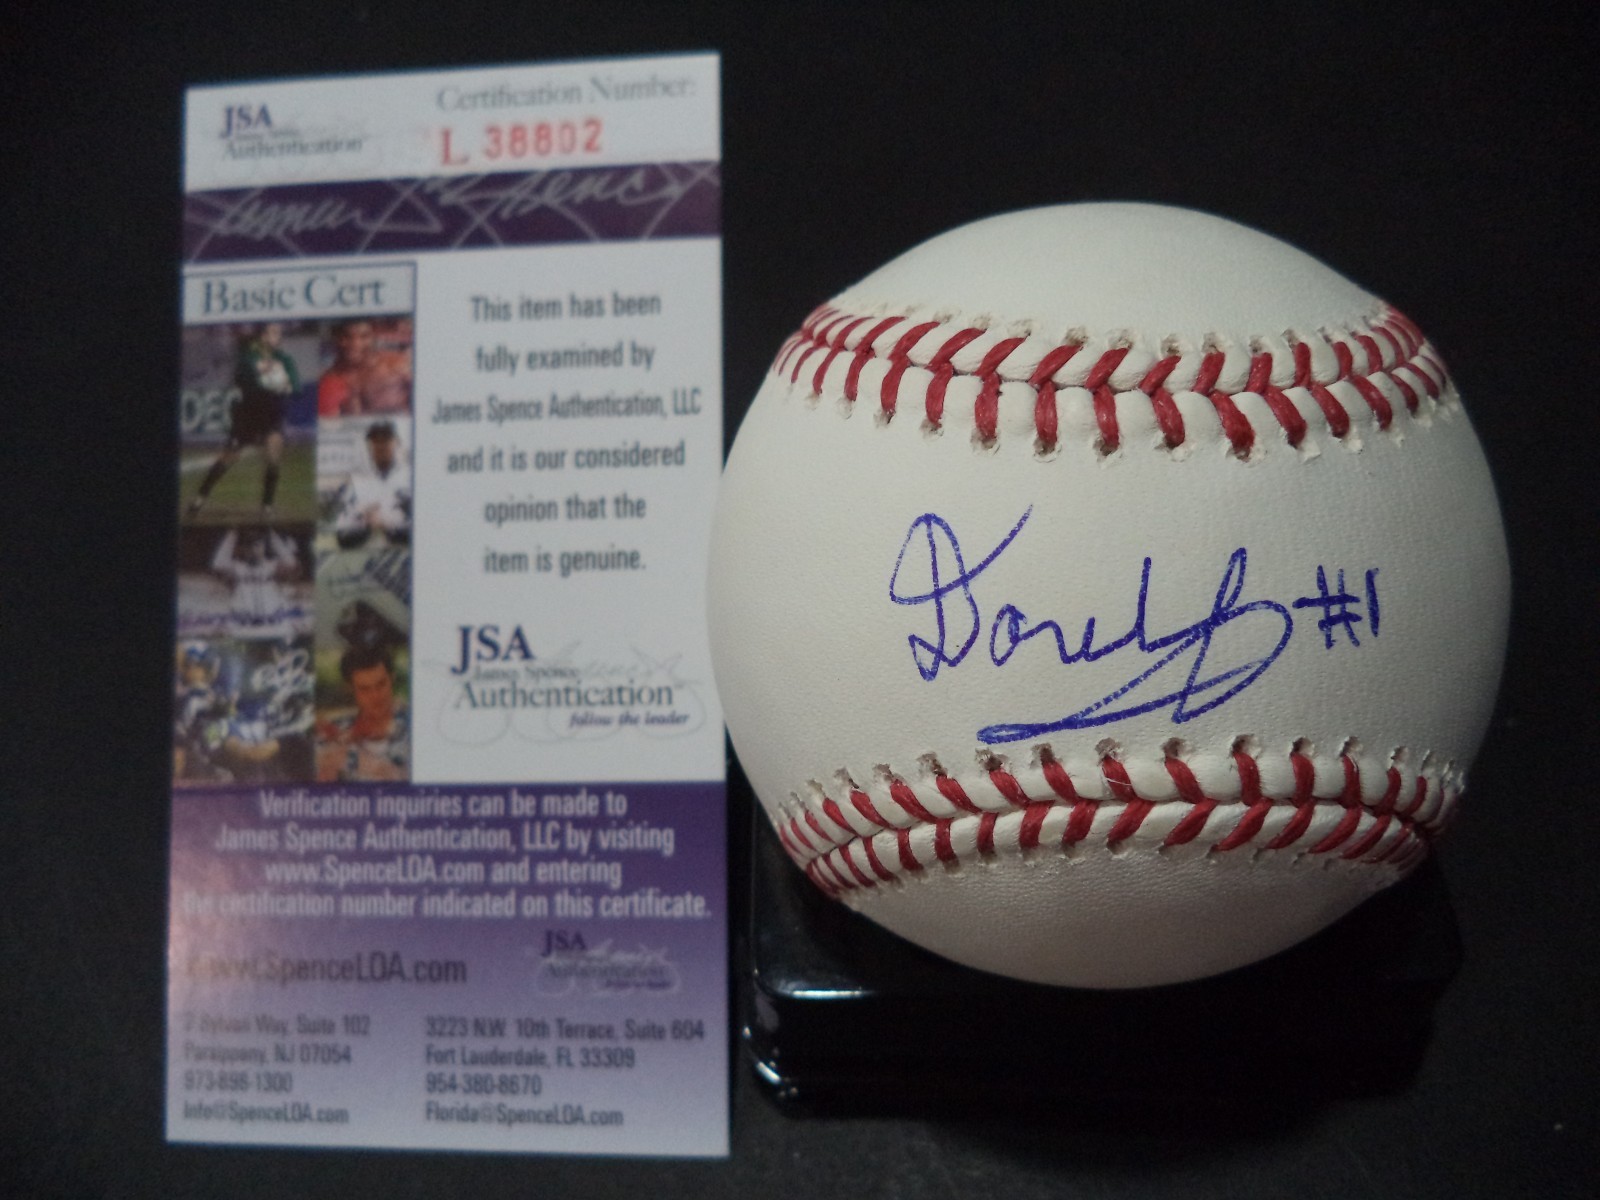 JSA
Authentication
Certification Number:
L 38802
Basic Cert
This item has been
fully examined by
James Spence Authentication, LLC
and it is our considered
opinion that the
item is genuine.
JSA
James Spence
Authentication
follow the leader
Verification inquiries can be made to
James Spence Authentication, LLC by visiting
www.SpenceLOA.com and entering
the certification number indicated on this certificate.
www.SpenceLOA.com
JSA
Authentication
Way, Suite 102
Parsippany, NJ 07054
973-898-1300
Info@SpenceLOA.com
3223 N.W. 10th Terrace, Suite 604
Fort Lauderdale, FL 33309
954-380-8670
Florida@SpenceLOA.com
#1